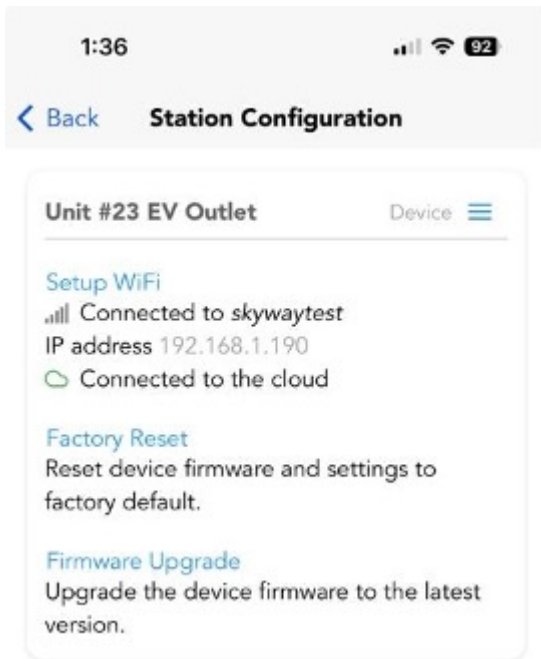 1:36
92
Back
Station Configuration
Unit #23 EV Outlet
Device
Setup WiFi
Connected to skywaytest
IP address 192.168.1.190
Connected to the cloud
Factory Reset
Reset device firmware and settings to
factory default.
Firmware Upgrade
Upgrade the device firmware to the latest
version.